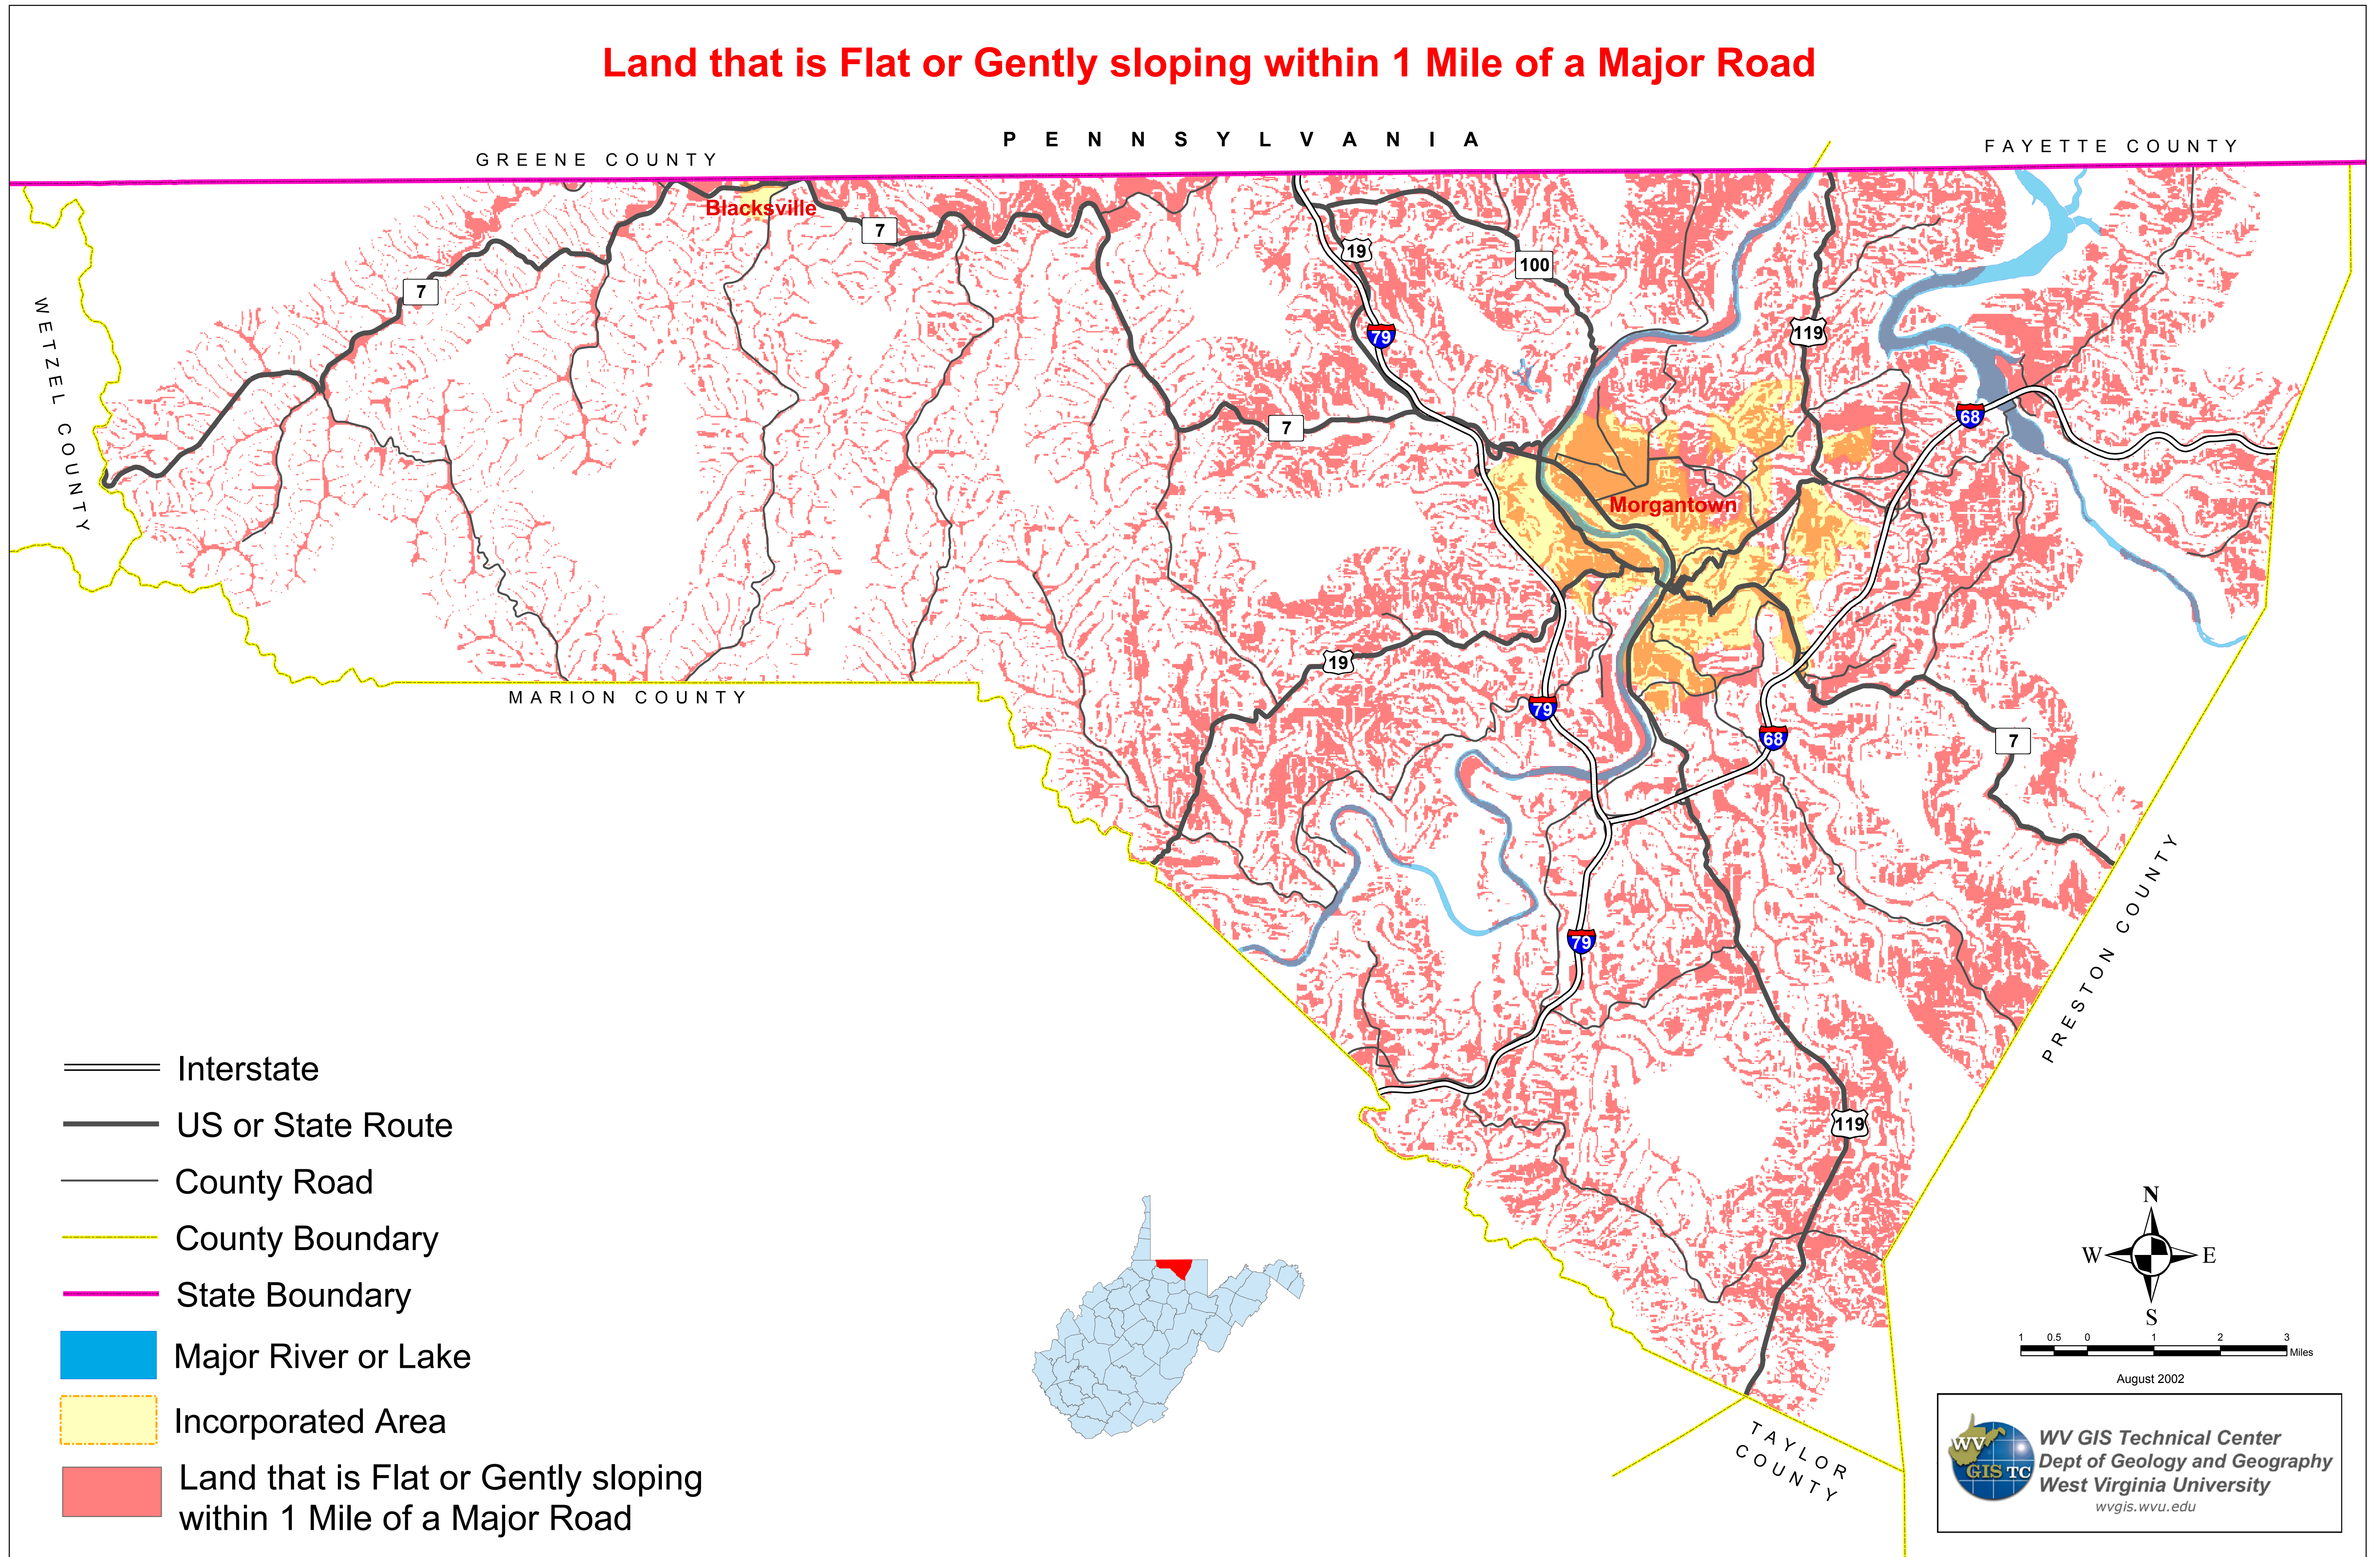 Land that is Flat or Gently sloping within 1 Mile of a Major Road
PENNSYLVANIA
GREENE COUNTY
FAYETTE COUNTY
Blacksville
7
19
100
7
WETZEL COUNTY
79
119
68
7
Morgantown
19
MARION COUNTY
79
68
7
79
PRESTON COUNTY
119
Interstate
US or State Route
County Road
County Boundary
State Boundary
Major River or Lake
Incorporated Area
Land that is Flat or Gently sloping
within 1 Mile of a Major Road
N
W E
S
1 0.5 0 1 2 3
Miles
August 2002
TAYLOR
COUNTY
WV
GIS TC
WV GIS Technical Center
Dept of Geology and Geography
West Virginia University
wvgis.wvu.edu